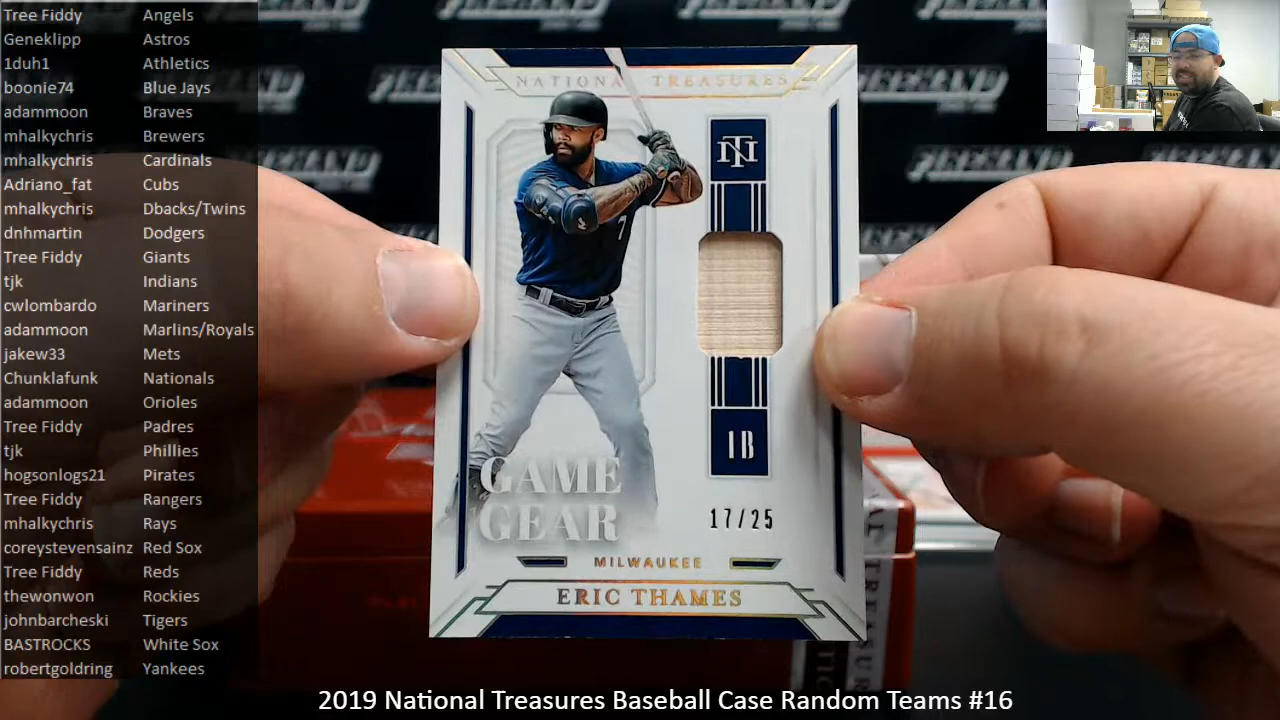 Tree Fiddy Angels
Geneklipp Astros
1duh1 Athletics
boonie74 Blue Jays
adammoon Braves
mhalkychris Brewers
mhalkychris Cardinals
Adriano_fat Cubs
mhalkychris Dbacks/Twins
dnhmartin Dodgers
Tree Fiddy Giants
tjk Indians
cwlombardo Mariners
adammoon Marlins/Royals
jakew33 Mets
Chunklafunk Nationals
adammoon Orioles
Tree Fiddy Padres
tjk Phillies
hogsonlogs21 Pirates
Tree Fiddy Rangers
mhalkychris Rays
coreystevensainz Red Sox
Tree Fiddy Reds
thewonwon Rockies
johnbarcheski Tigers
BASTROCKS White Sox
robertgoldring Yankees
NATIONAL TREASURES
NT
7
1B
GAME
GEAR
17/25
MILWAUKEE
ERIC THAMES
2019 National Treasures Baseball Case Random Teams #16